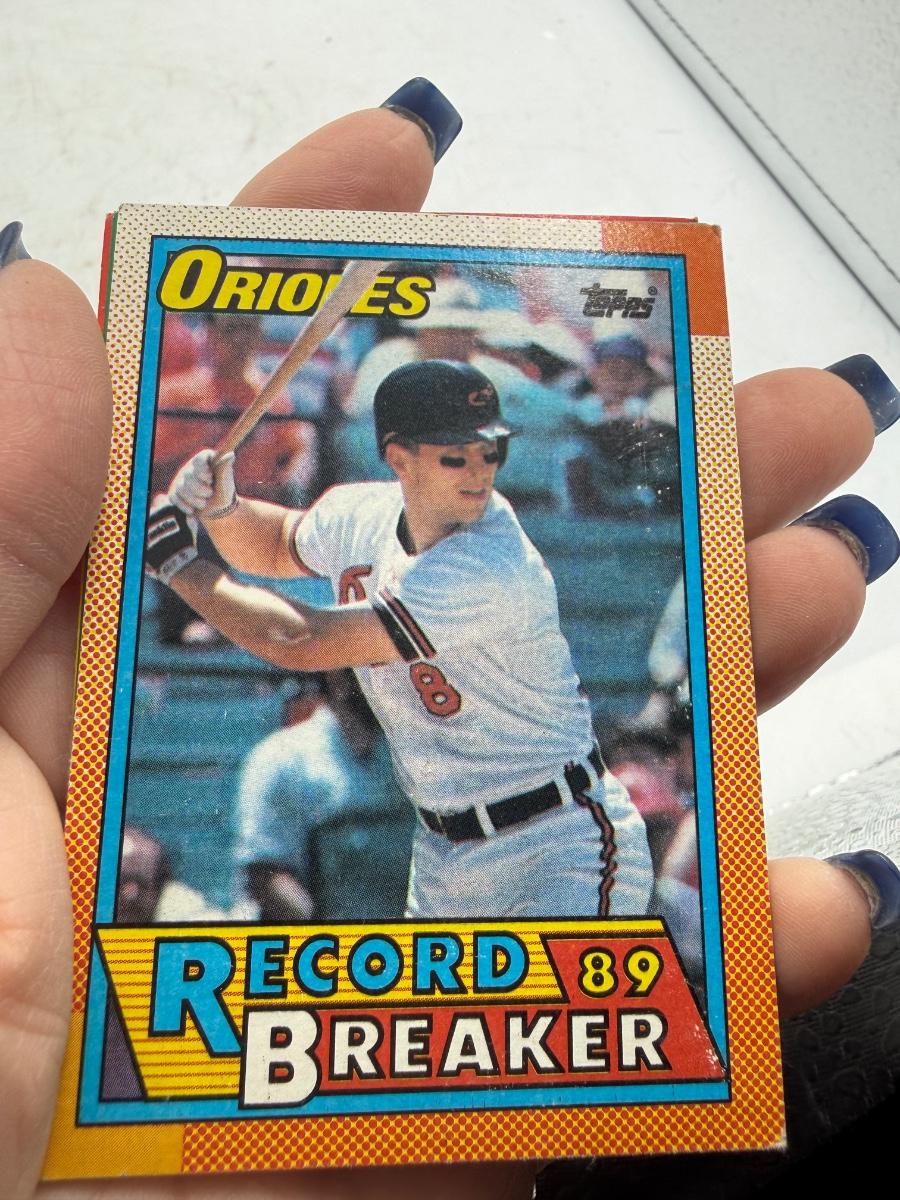 ORIOLES
Topps®
8
RECORD
89
BREAKER